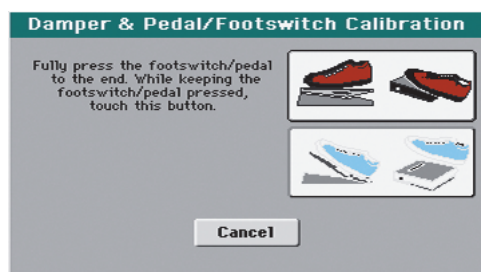 Damper & Pedal/Footswitch Calibration
Fully press the footswitch/pedal
to the end. While keeping the
footswitch/pedal pressed,
touch this button.
Cancel